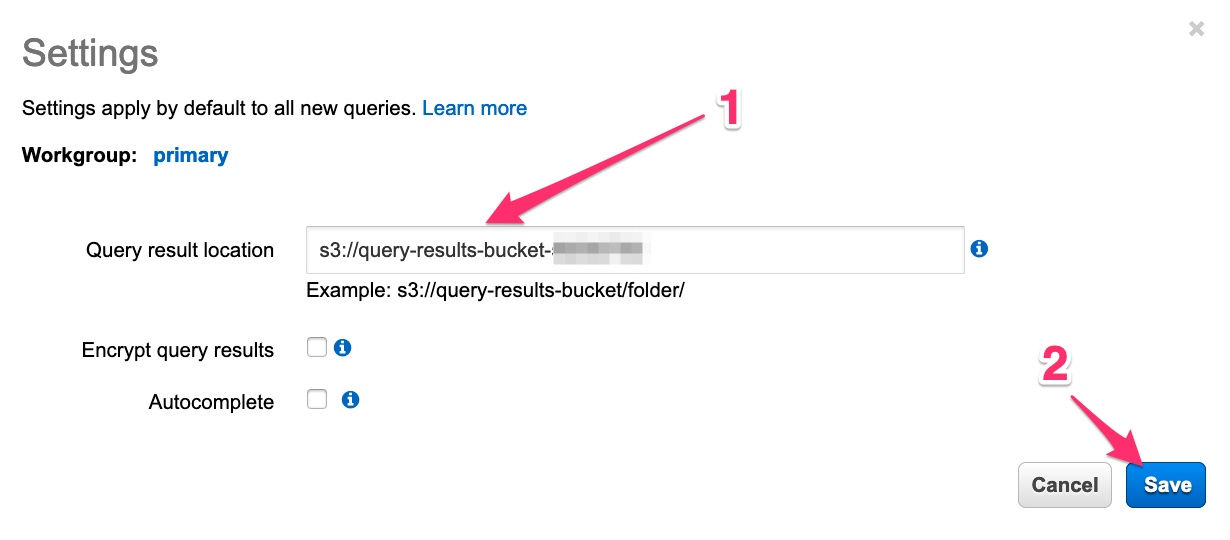 Settings
Settings apply by default to all new queries. Learn more
Workgroup: primary
1
Query result location s3://query-results-bucket-
Example: s3://query-results-bucket/folder/
Encrypt query results
2
Autocomplete
Cancel Save